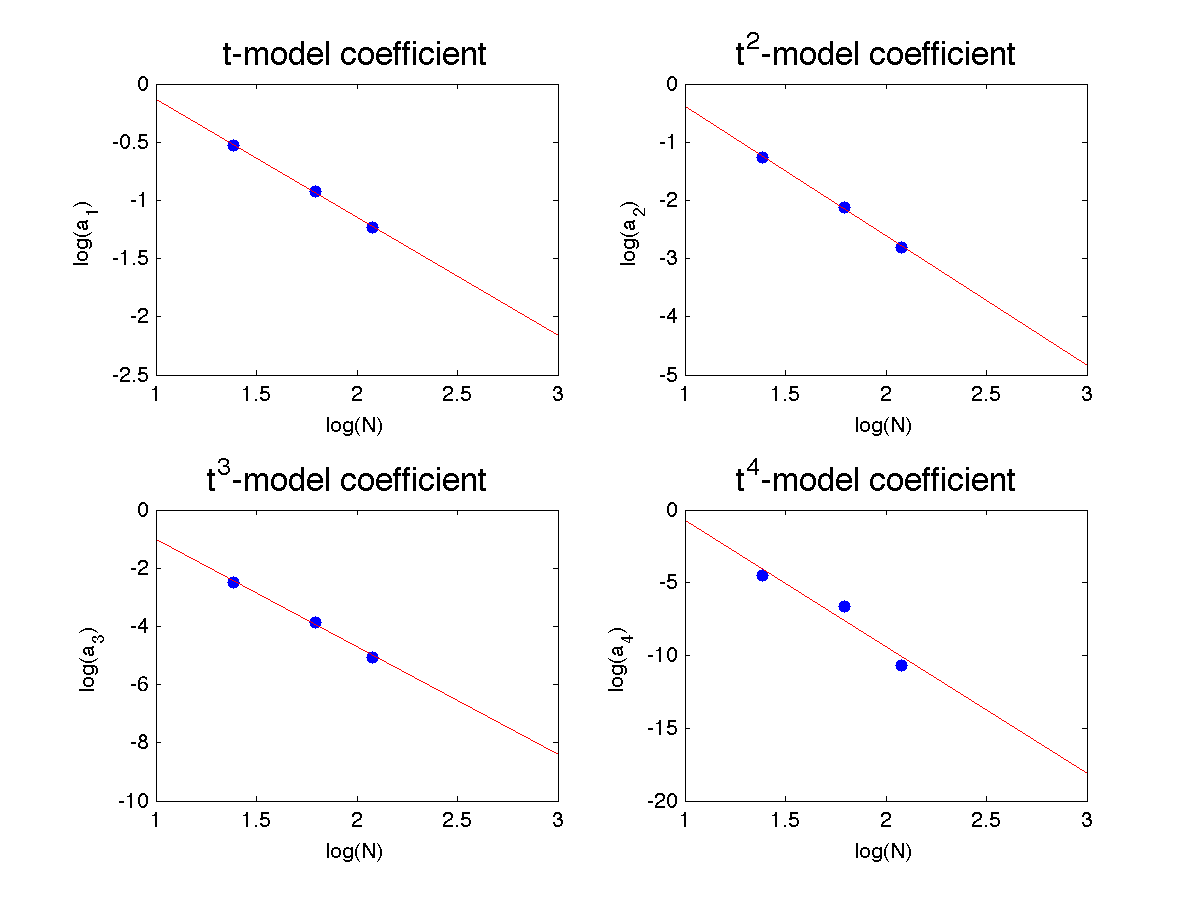 t-model coefficient
0
-0.5
-1
-1.5
-2
-2.5
log(a₁)
1 1.5 2 2.5 3
log(N)
t²-model coefficient
0
-1
-2
-3
-4
-5
log(a₂)
1 1.5 2 2.5 3
log(N)
t³-model coefficient
0
-2
-4
-6
-8
-10
log(a₃)
1 1.5 2 2.5 3
log(N)
t⁴-model coefficient
0
-5
-10
-15
-20
log(a₄)
1 1.5 2 2.5 3
log(N)